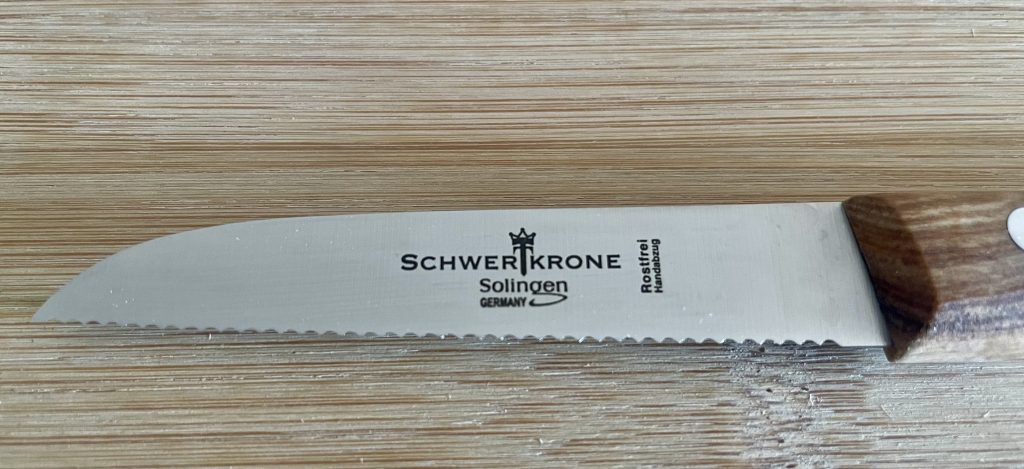 SCHWERTKRONE
Solingen
GERMANY
Rostfrei
Handabzug